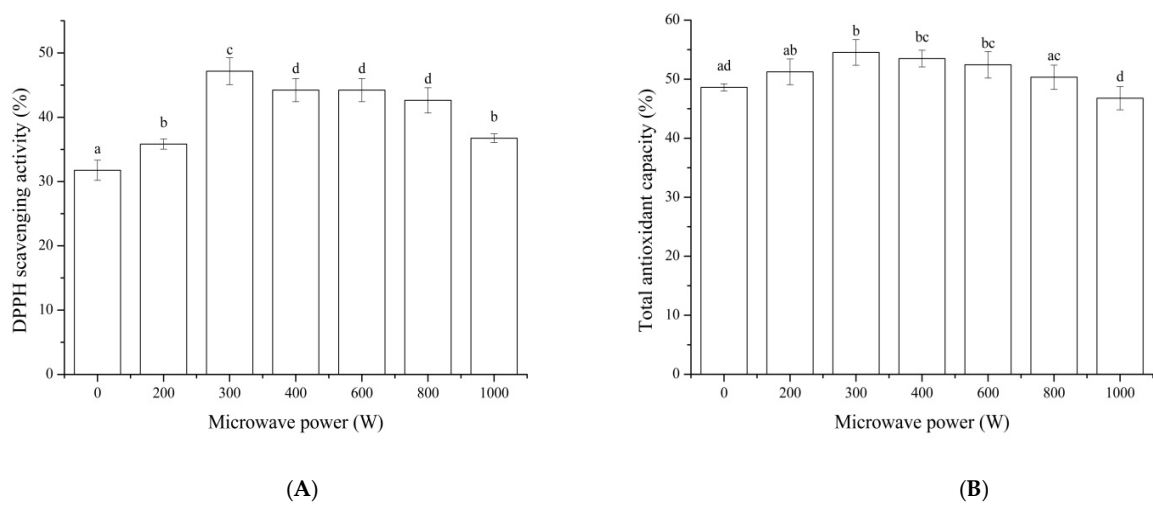 DPPH scavenging activity (%)
50
40
30
20
10
0
a
b
c
d
d
d
b
0 200 300 400 600 800 1000
Microwave power (W)
(A)
Total antioxidant capacity (%)
60
50
40
30
20
10
0
ad
ab
b
bc
bc
ac
d
0 200 300 400 600 800 1000
Microwave power (W)
(B)